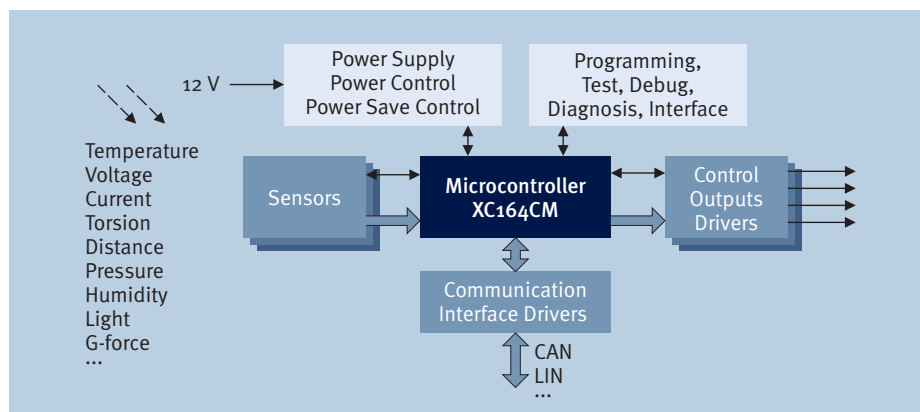 12 V
Power Supply
Power Control
Power Save Control
Programming,
Test, Debug,
Diagnosis, Interface
Temperature
Voltage
Current
Torsion
Distance
Pressure
Humidity
Light
G-force
...
Sensors
Microcontroller
XC164CM
Control
Outputs
Drivers
Communication
Interface Drivers
CAN
LIN
...